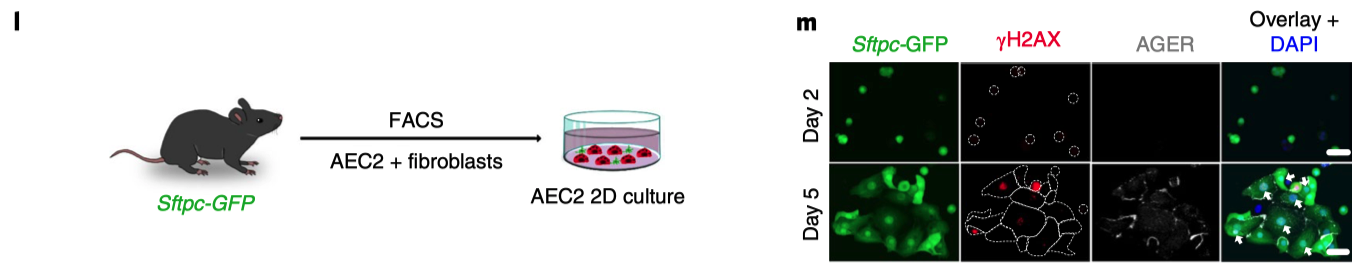 l
FACS
AEC2 + fibroblasts
Sftpc-GFP
AEC2 2D culture
m
Sftpc-GFP
γH2AX
AGER
Overlay +
DAPI
Day 2
Day 5